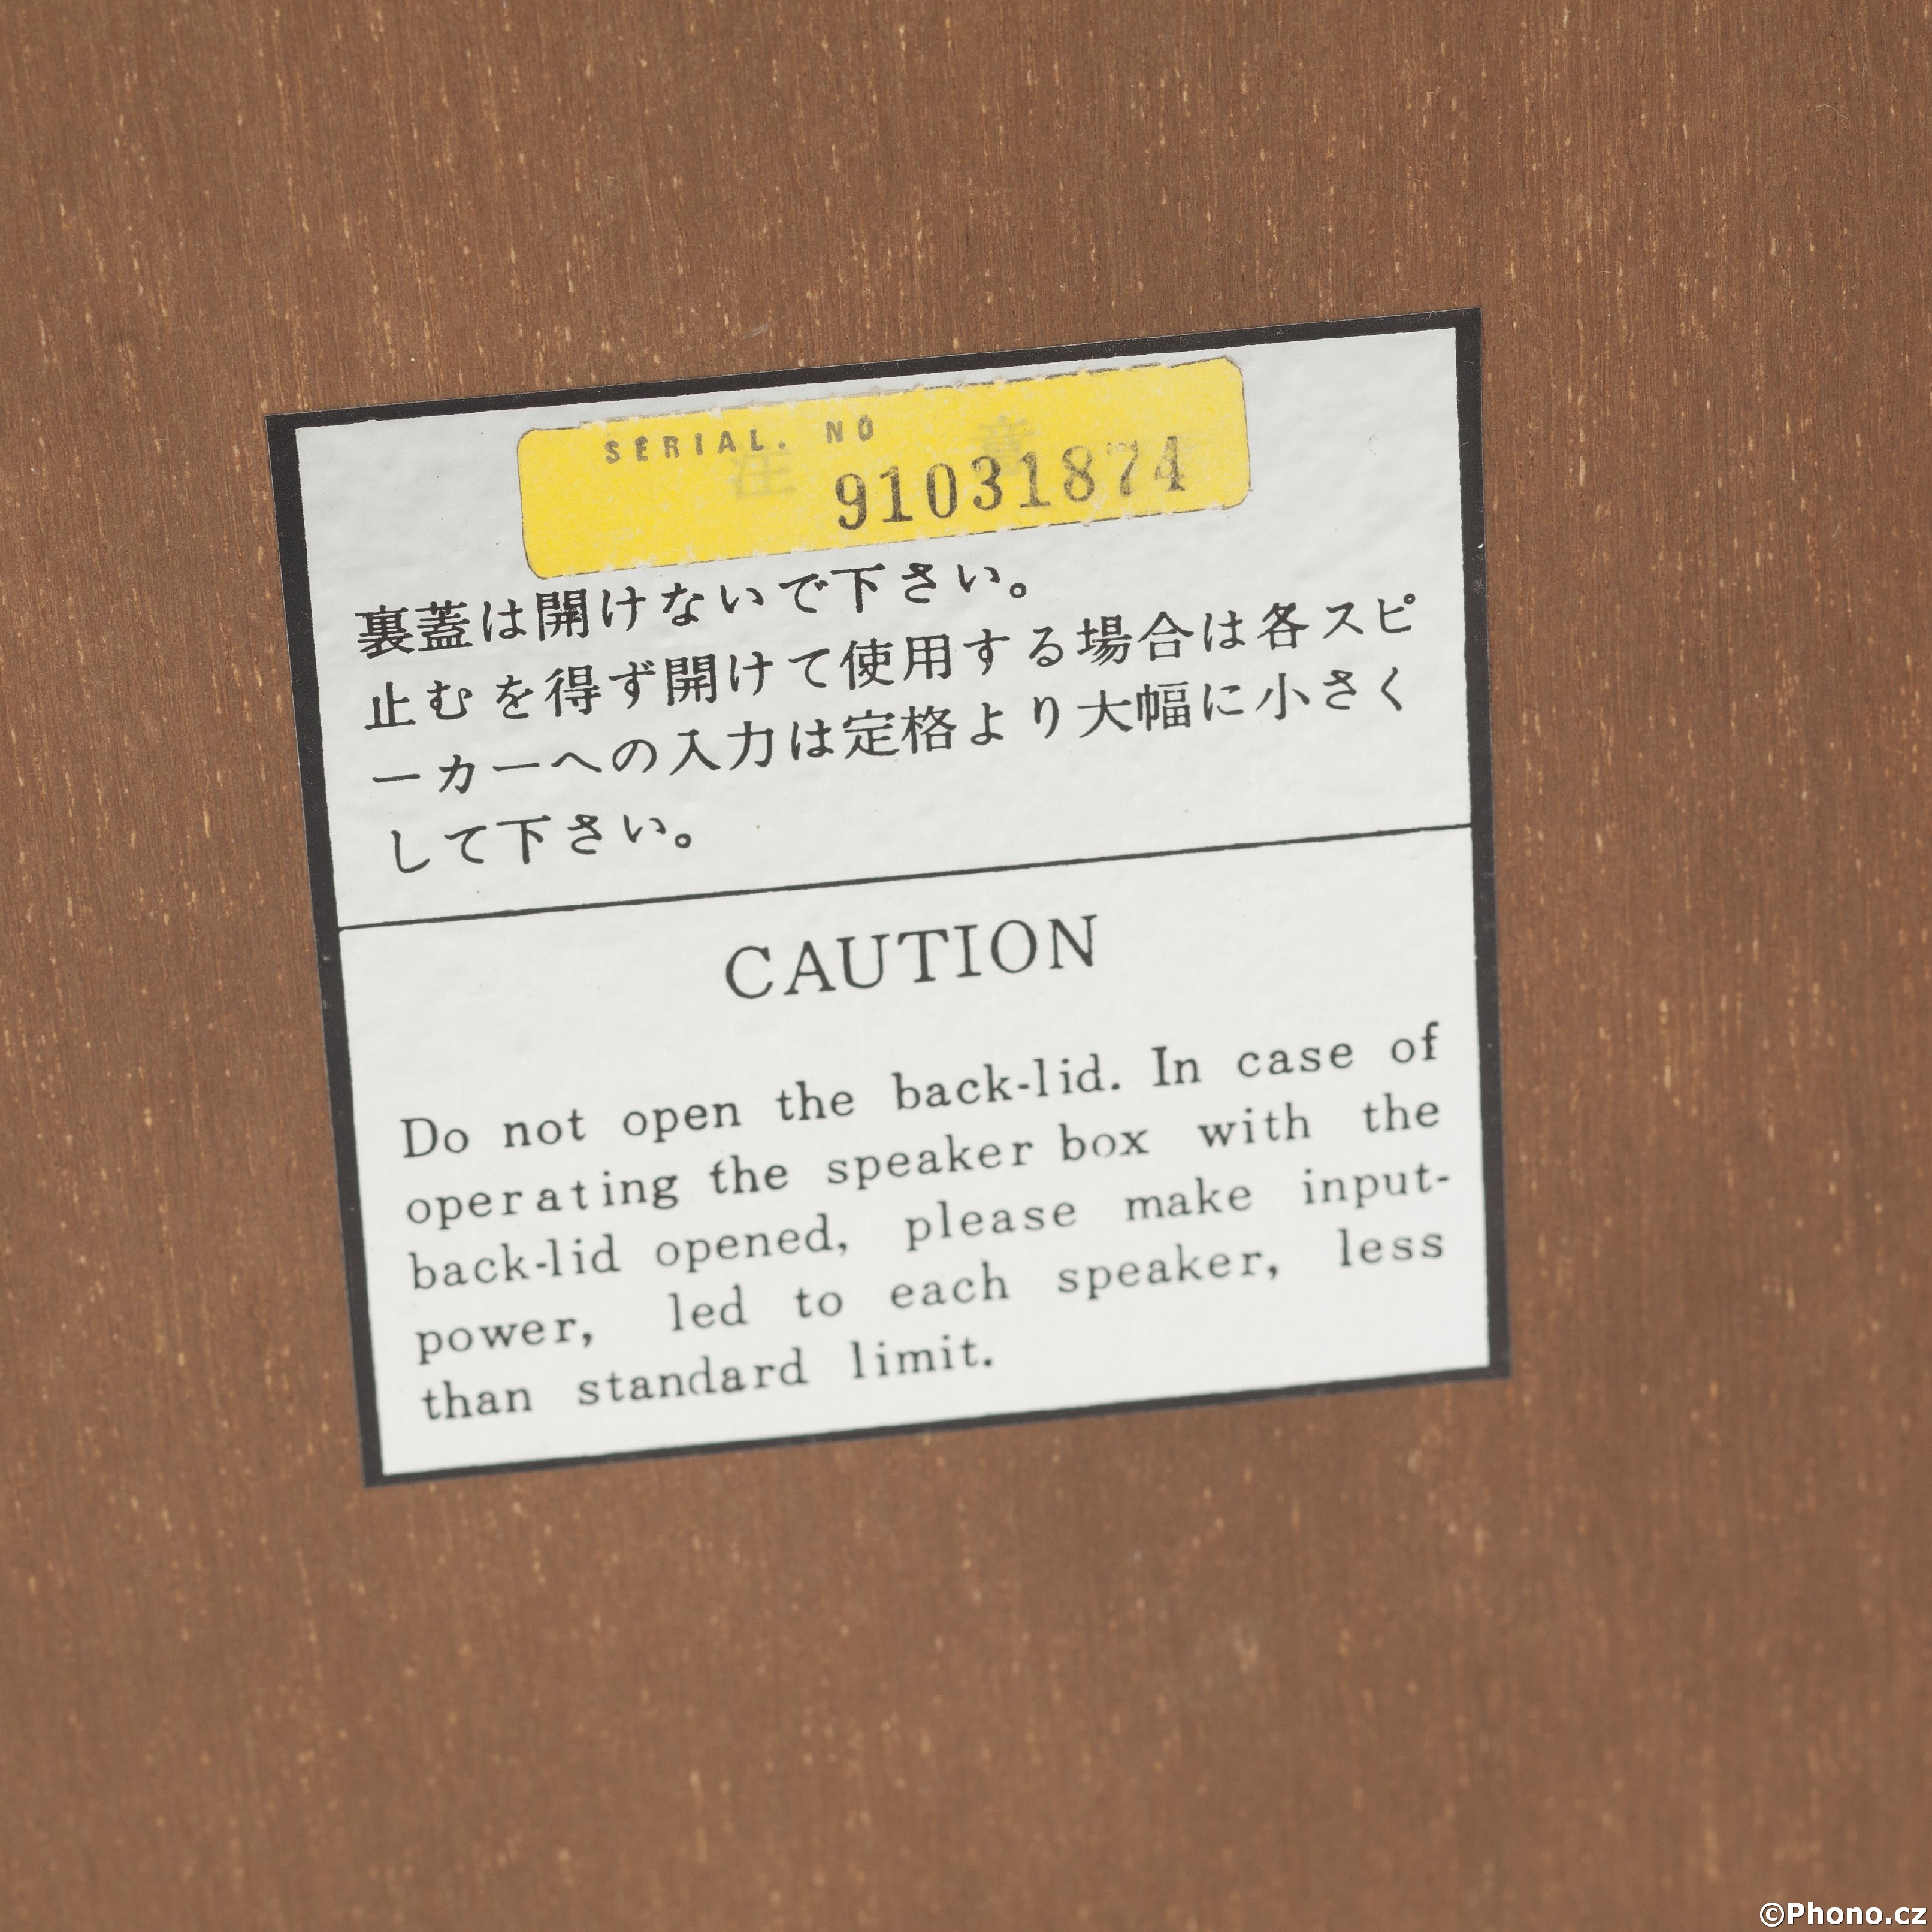 SERIAL. NO
注 意
91031874
裏蓋は開けないで下さい。
止むを得ず開けて使用する場合は各スピ
ーカーへの入力は定格より大幅に小さく
して下さい。
CAUTION
Do not open the back-lid. In case of
operating the speaker box with the
back-lid opened, please make input-
power, led to each speaker, less
than standard limit.
©Phono.cz